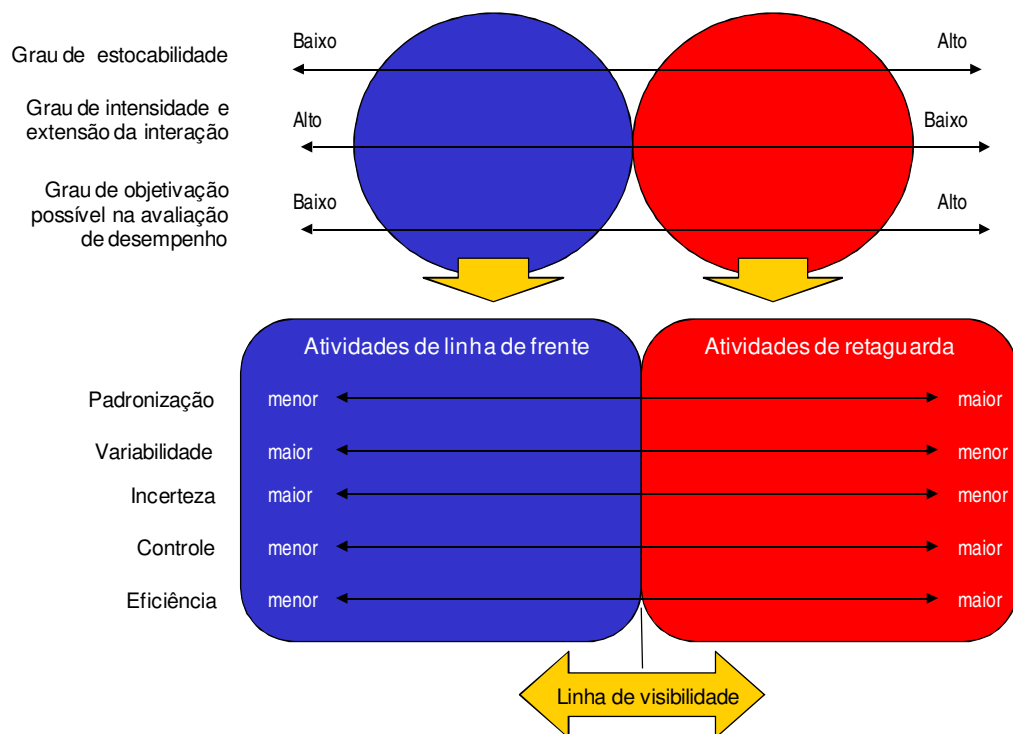 Grau de estocabilidade
Baixo
Alto
Grau de intensidade e
extensão da interação
Alto
Baixo
Grau de objetivação
possível na avaliação
de desempenho
Baixo
Alto
Atividades de linha de frente
Atividades de retaguarda
Padronização
menor
maior
Variabilidade
maior
menor
Incerteza
maior
menor
Controle
menor
maior
Eficiência
menor
maior
Linha de visibilidade